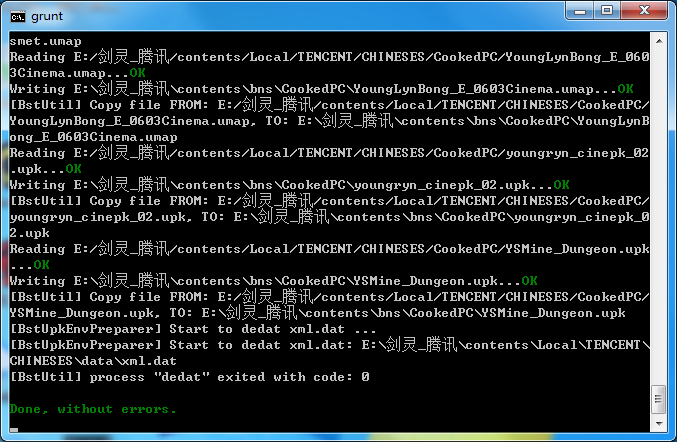 grunt
smet.umap
Reading E:/剑灵_腾讯/contents/Local/TENCENT/CHINESES/CookedPC/YoungLynBong_E_060
3Cinema.umap...OK
Writing E:\剑灵_腾讯\contents\bns\CookedPC\YoungLynBong_E_0603Cinema.umap...OK
[BstUtil] Copy file FROM: E:/剑灵_腾讯/contents/Local/TENCENT/CHINESES/CookedPC/
YoungLynBong_E_0603Cinema.umap, TO: E:\剑灵_腾讯\contents\bns\CookedPC\YoungLynB
ong_E_0603Cinema.umap
Reading E:/剑灵_腾讯/contents/Local/TENCENT/CHINESES/CookedPC/youngryn_cinepk_02
.upk...OK
Writing E:\剑灵_腾讯\contents\bns\CookedPC\youngryn_cinepk_02.upk...OK
[BstUtil] Copy file FROM: E:/剑灵_腾讯/contents/Local/TENCENT/CHINESES/CookedPC/
youngryn_cinepk_02.upk, TO: E:\剑灵_腾讯\contents\bns\CookedPC\youngryn_cinepk_0
2.upk
Reading E:/剑灵_腾讯/contents/Local/TENCENT/CHINESES/CookedPC/YSMine_Dungeon.upk
...OK
Writing E:\剑灵_腾讯\contents\bns\CookedPC\YSMine_Dungeon.upk...OK
[BstUtil] Copy file FROM: E:/剑灵_腾讯/contents/Local/TENCENT/CHINESES/CookedPC/
YSMine_Dungeon.upk, TO: E:\剑灵_腾讯\contents\bns\CookedPC\YSMine_Dungeon.upk
[BstUpkEnvPreparer] Start to dedat xml.dat ...
[BstUpkEnvPreparer] Start to dedat xml.dat: E:\剑灵_腾讯\contents\Local\TENCENT\
CHINESES\data\xml.dat
[BstUtil] process "dedat" exited with code: 0
Done, without errors.